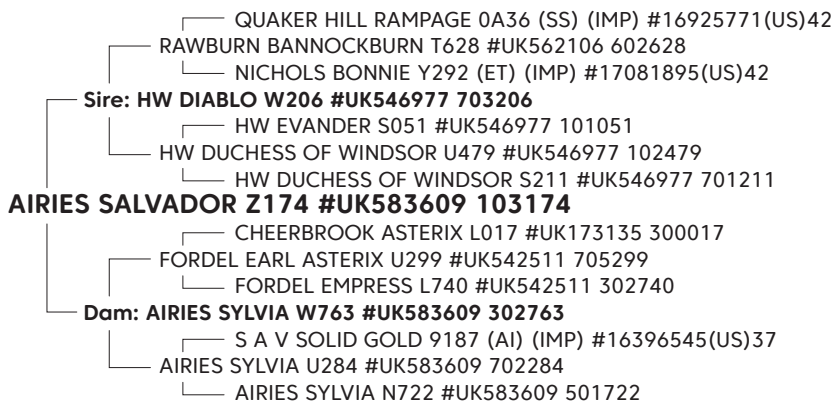 QUAKER HILL RAMPAGE 0A36 (SS) (IMP) #16925771(US)42
RAWBURN BANNOCKBURN T628 #UK562106 602628
NICHOLS BONNIE Y292 (ET) (IMP) #17081895(US)42
Sire: HW DIABLO W206 #UK546977 703206
HW EVANDER S051 #UK546977 101051
HW DUCHESS OF WINDSOR U479 #UK546977 102479
HW DUCHESS OF WINDSOR S211 #UK546977 701211
AIRIES SALVADOR Z174 #UK583609 103174
CHEERBROOK ASTERIX L017 #UK173135 300017
FORDEL EARL ASTERIX U299 #UK542511 705299
FORDEL EMPRESS L740 #UK542511 302740
Dam: AIRIES SYLVIA W763 #UK583609 302763
S A V SOLID GOLD 9187 (AI) (IMP) #16396545(US)37
AIRIES SYLVIA U284 #UK583609 702284
AIRIES SYLVIA N722 #UK583609 501722